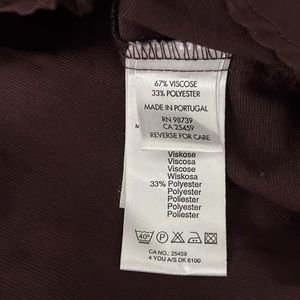 67% VISCOSE
33% POLYESTER
MADE IN PORTUGAL
RN 98739
CA 25459
REVERSE FOR CARE
M
Viskose
Viscosa
Viscose
Wiskosa
33% Polyester
Polyester
Polyester
Poliester
40°
CA NO.: 25459
4 YOU A/S DK 6100